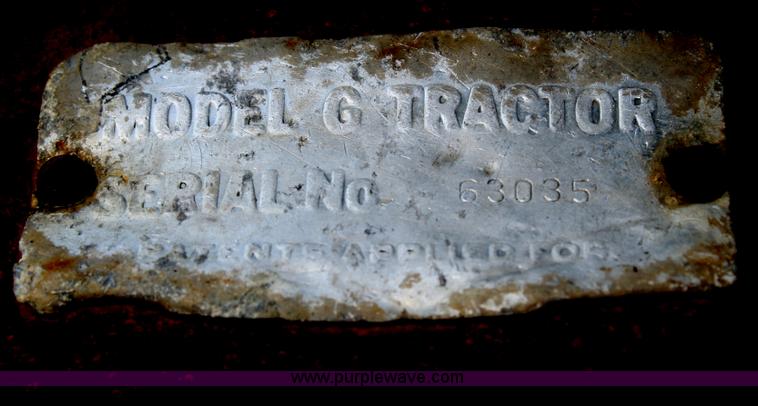 MODEL G TRACTOR
SERIAL No. 63035
PATENTS APPLIED FOR
www.purplewave.com